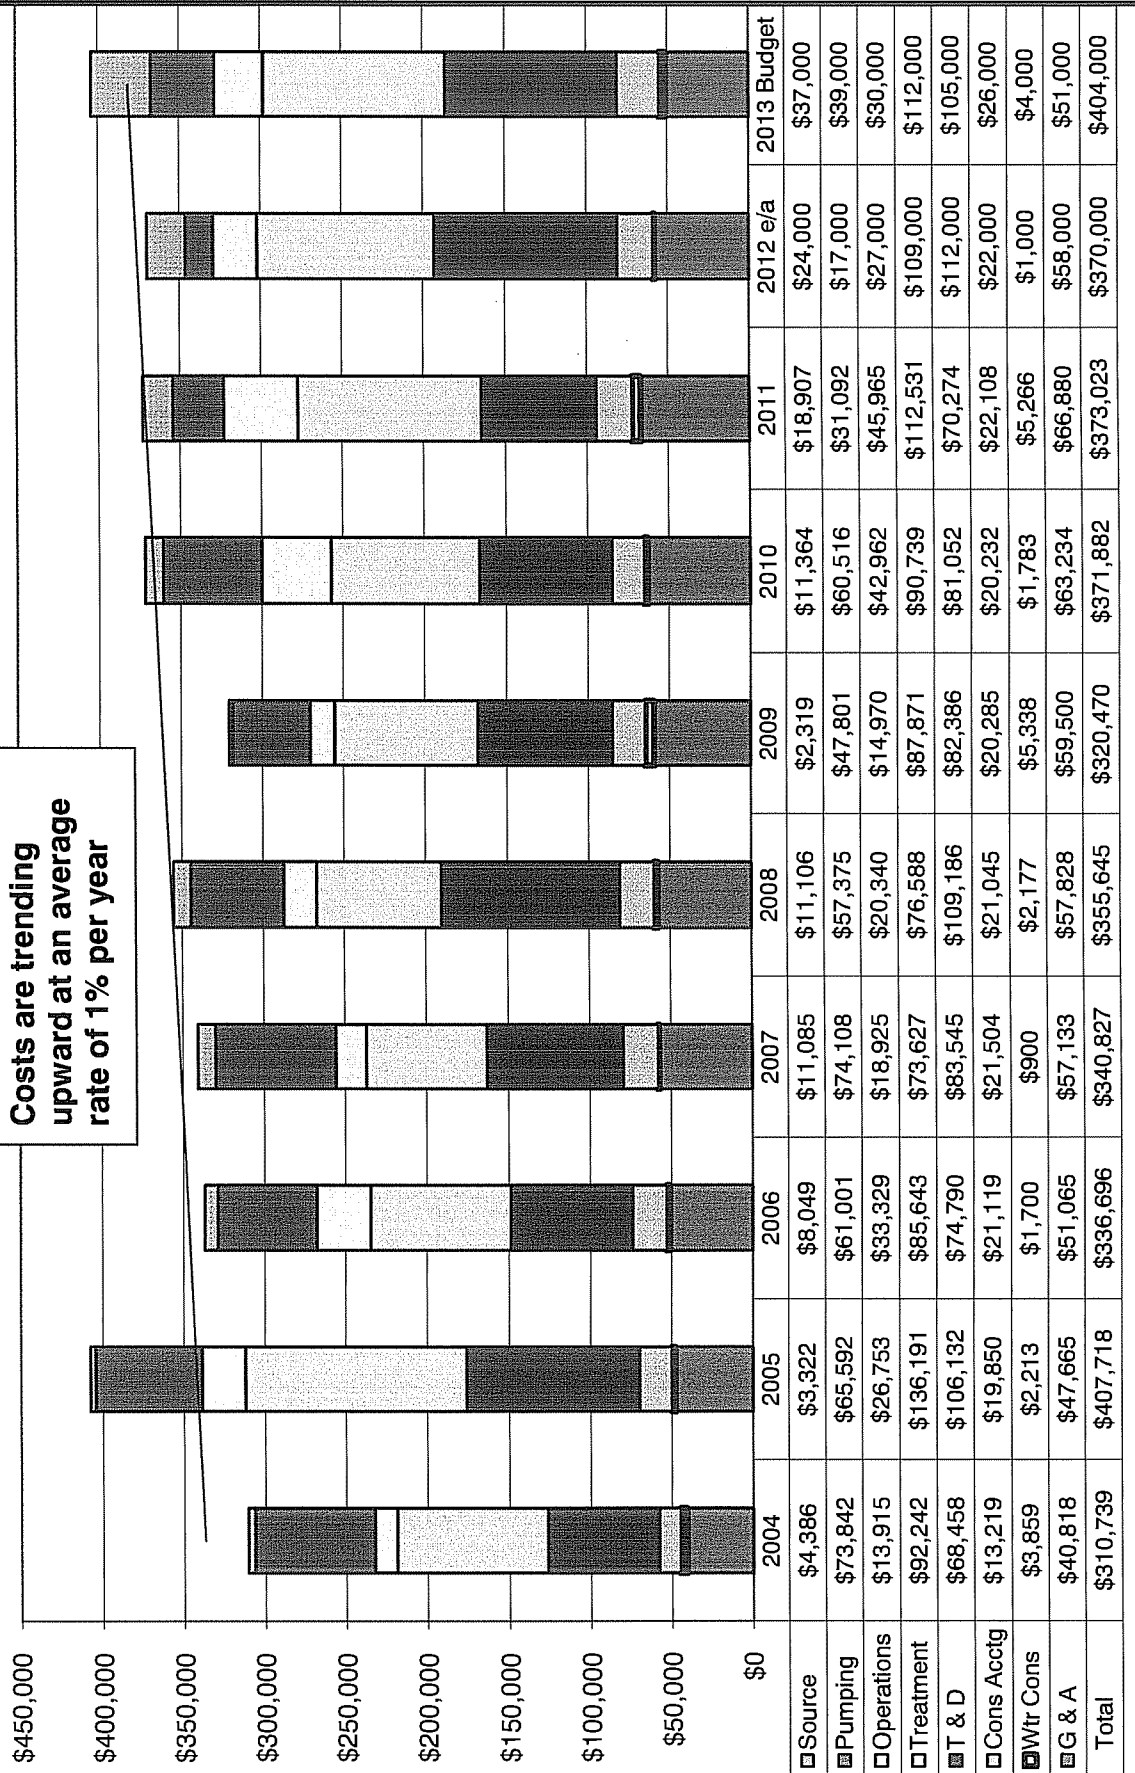 Costs are trending
upward at an average
rate of 1% per year
$450,000
$400,000
$350,000
$300,000
$250,000
$200,000
$150,000
$100,000
$50,000
$0
2004 2005 2006 2007 2008 2009 2010 2011 2012 e/a 2013 Budget
Source $4,386 $3,322 $8,049 $11,085 $11,106 $2,319 $11,364 $18,907 $24,000 $37,000
Pumping $73,842 $65,592 $61,001 $74,108 $57,375 $47,801 $60,516 $31,092 $17,000 $39,000
Operations $13,915 $26,753 $33,329 $18,925 $20,340 $14,970 $42,962 $45,965 $27,000 $30,000
Treatment $92,242 $136,191 $85,643 $73,627 $76,588 $87,871 $90,739 $112,531 $109,000 $112,000
T & D $68,458 $106,132 $74,790 $83,545 $109,186 $82,386 $81,052 $70,274 $112,000 $105,000
Cons Acctg $13,219 $19,850 $21,119 $21,504 $21,045 $20,285 $20,232 $22,108 $22,000 $26,000
Wtr Cons $3,859 $2,213 $1,700 $900 $2,177 $5,338 $1,783 $5,266 $1,000 $4,000
G & A $40,818 $47,665 $51,065 $57,133 $57,828 $59,500 $63,234 $66,880 $58,000 $51,000
Total $310,739 $407,718 $336,696 $340,827 $355,645 $320,470 $371,882 $373,023 $370,000 $404,000